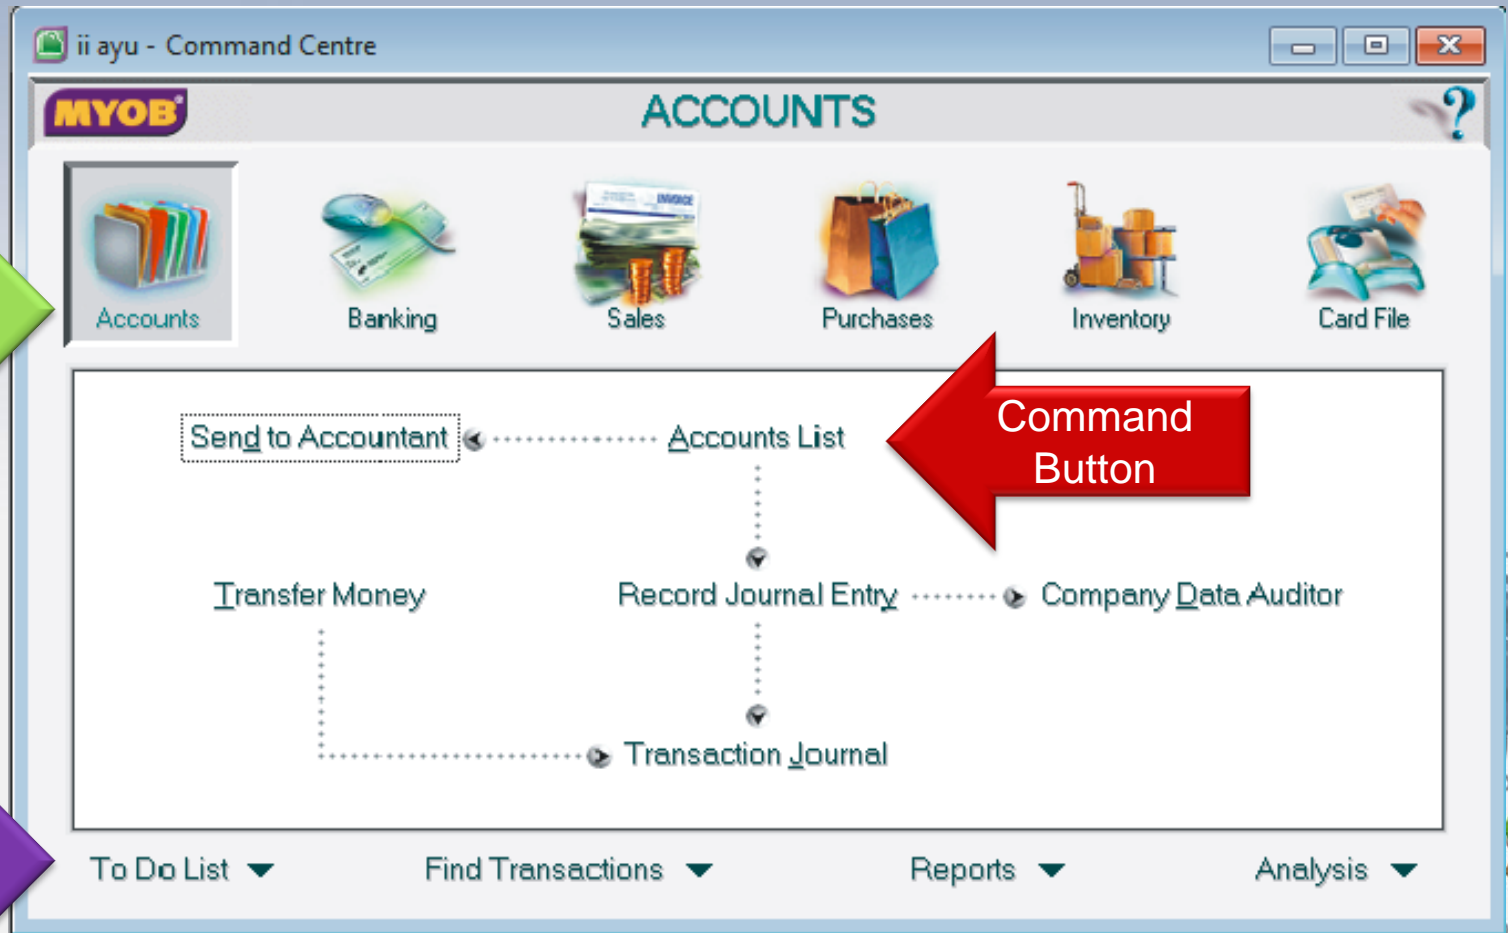 ii ayu - Command Centre
MYOB
ACCOUNTS
Accounts
Banking
Sales
Purchases
Inventory
Card File
INVOICE
Send to Accountant
Accounts List
Command
Button
Transfer Money
Record Journal Entry
Company Data Auditor
Transaction Journal
To Do List
Find Transactions
Reports
Analysis